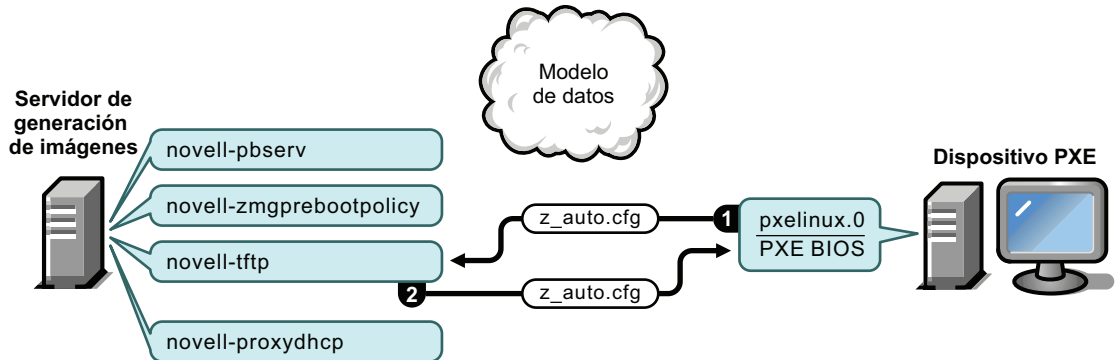 Modelo
de datos
Servidor de
generación
de imágenes
novell-pbserv
novell-zmgprebootpolicy
novell-tftp
novell-proxydhcp
z_auto.cfg
1
2
z_auto.cfg
pxelinux.0
PXE BIOS
Dispositivo PXE